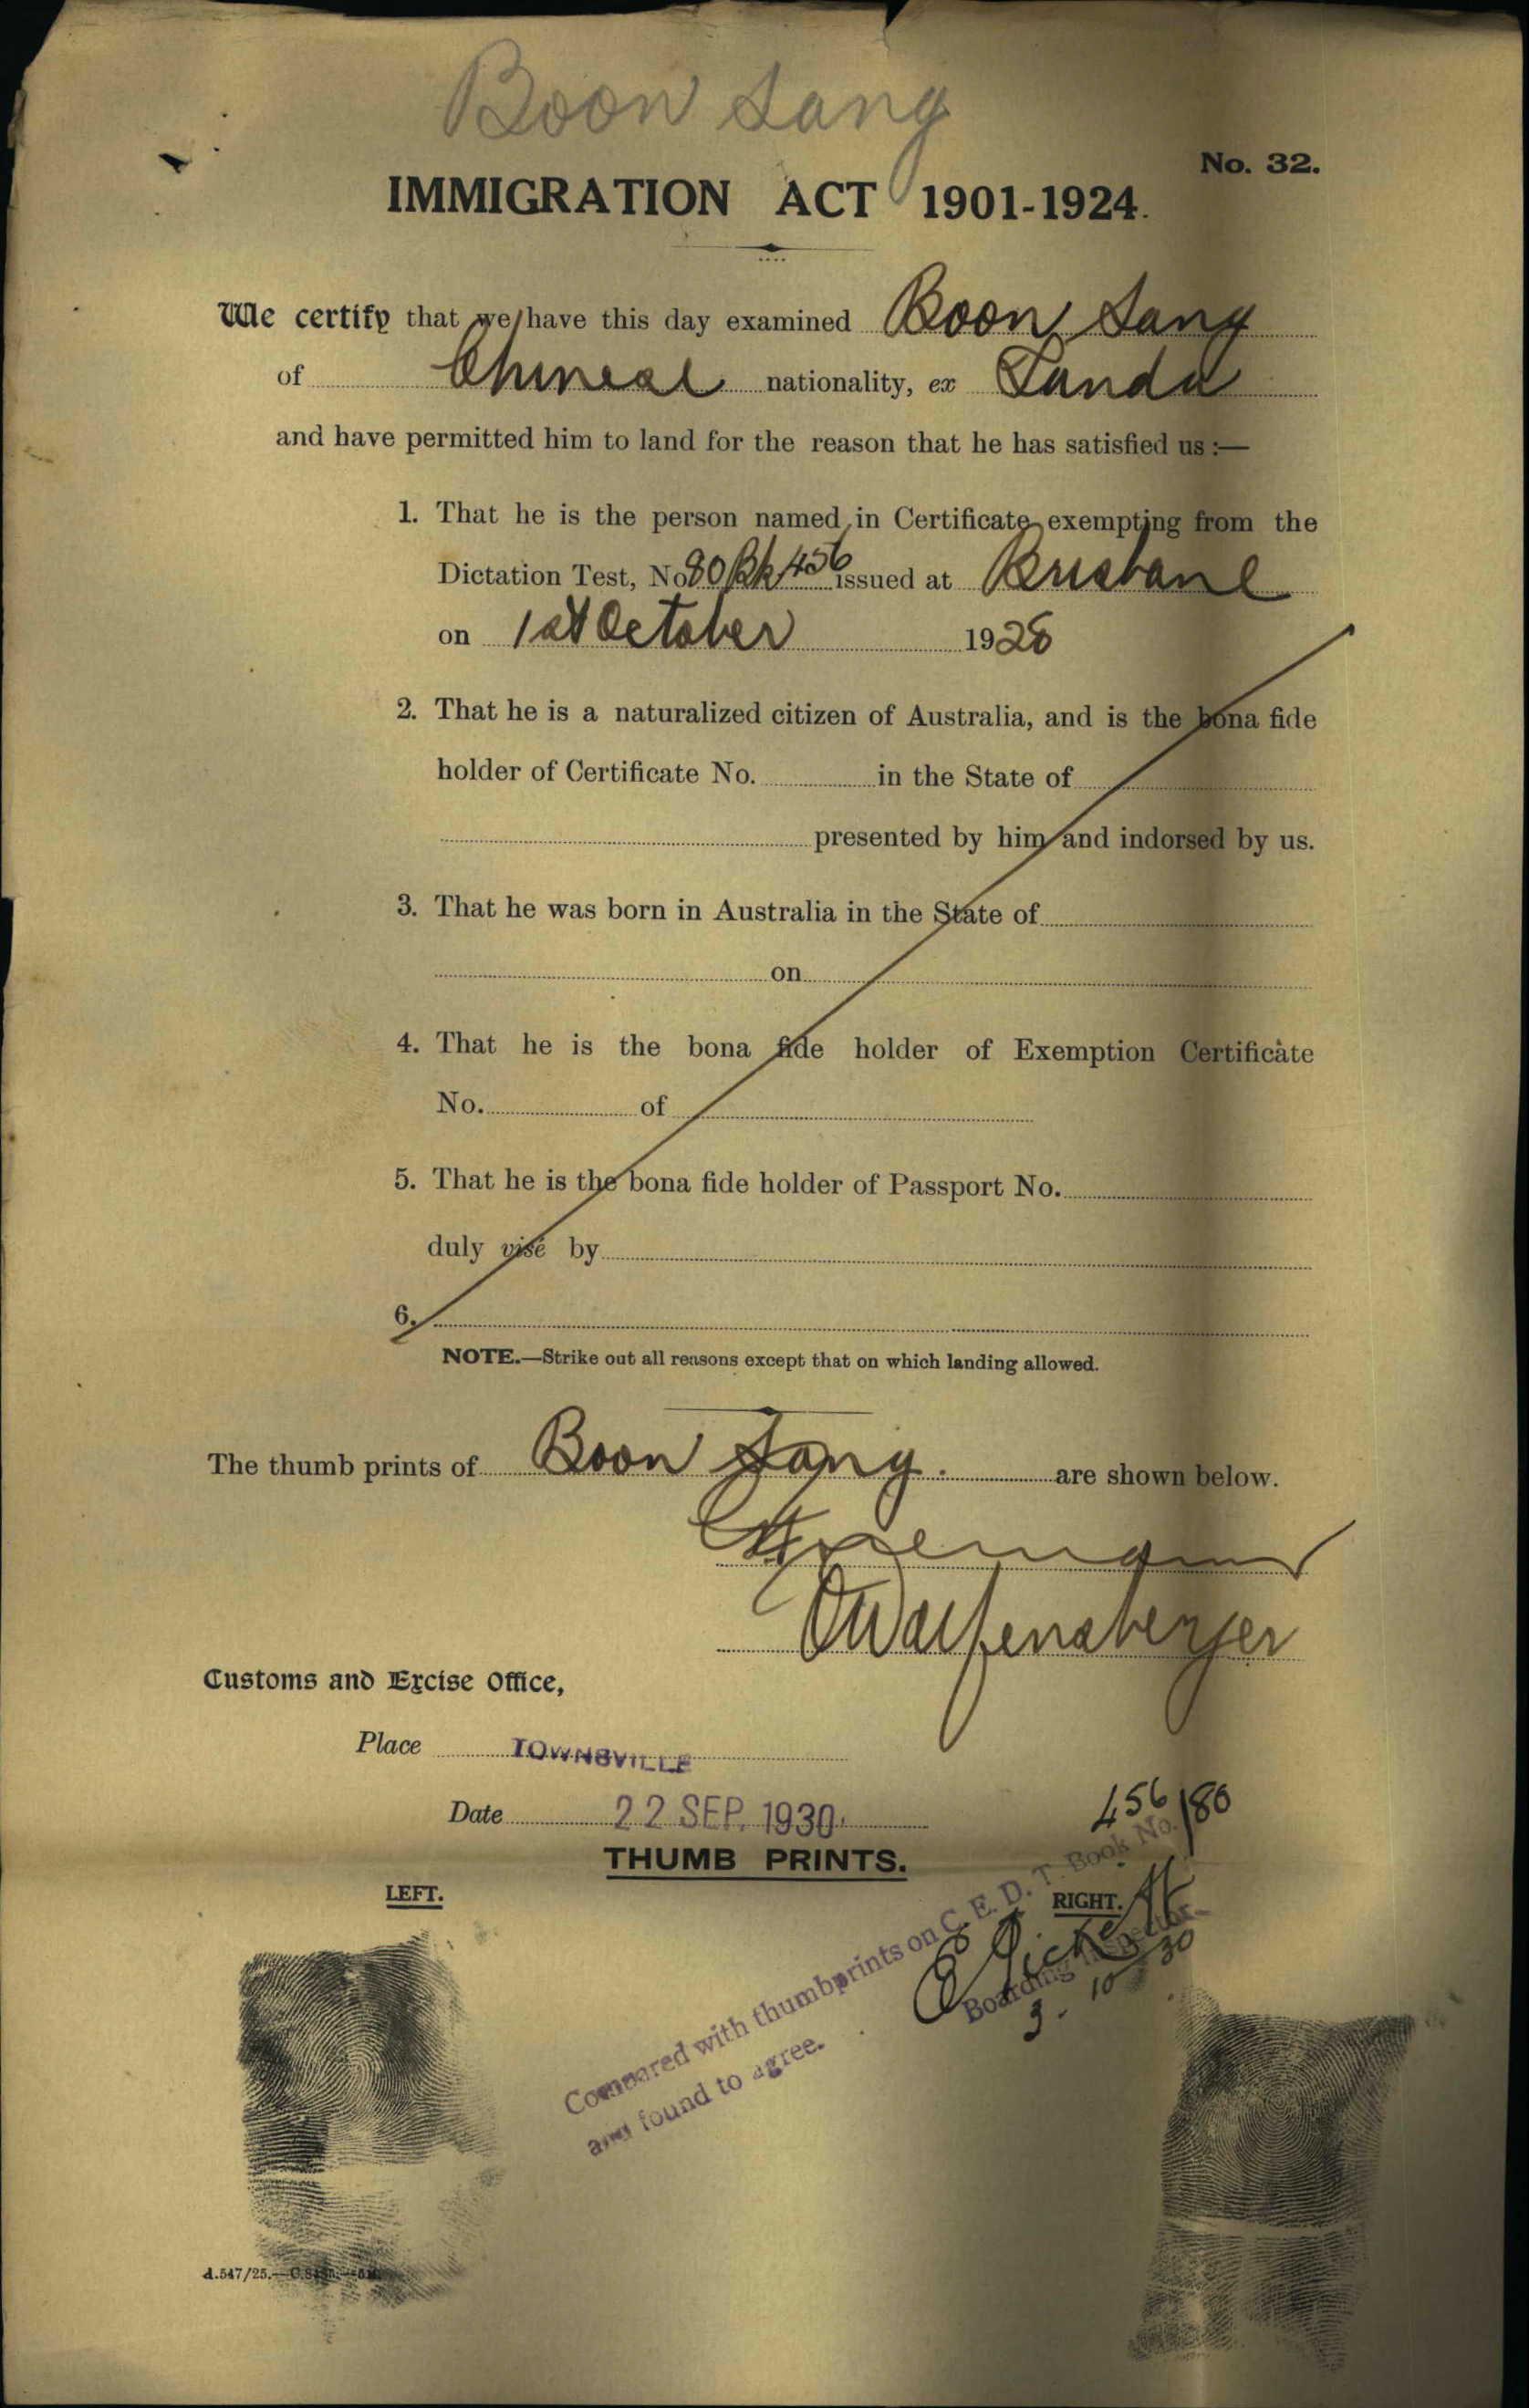 Boon Sang
No. 32.
IMMIGRATION ACT 1901-1924.
We certify that we have this day examined Boon Sang
of Chinese nationality, ex Tanda
and have permitted him to land for the reason that he has satisfied us :—
1. That he is the person named in Certificate exempting from the
Dictation Test, No 80 Bk 456 issued at Brisbane
on 1st October 1928
2. That he is a naturalized citizen of Australia, and is the bona fide
holder of Certificate No. in the State of
presented by him and indorsed by us.
3. That he was born in Australia in the State of
on
4. That he is the bona fide holder of Exemption Certificate
No. of
5. That he is the bona fide holder of Passport No.
duly visé by
6.
NOTE.—Strike out all reasons except that on which landing allowed.
The thumb prints of Boon Sang. are shown below.
Customs and Excise Office,
Place TOWNSVILLE
Date 22 SEP. 1930.
456/80
THUMB PRINTS.
LEFT.
RIGHT.
Compared with thumbprints on C. E. D. T. Book No.
and found to agree.
Boarding Inspector.
3. 10 30
A.547/25.—